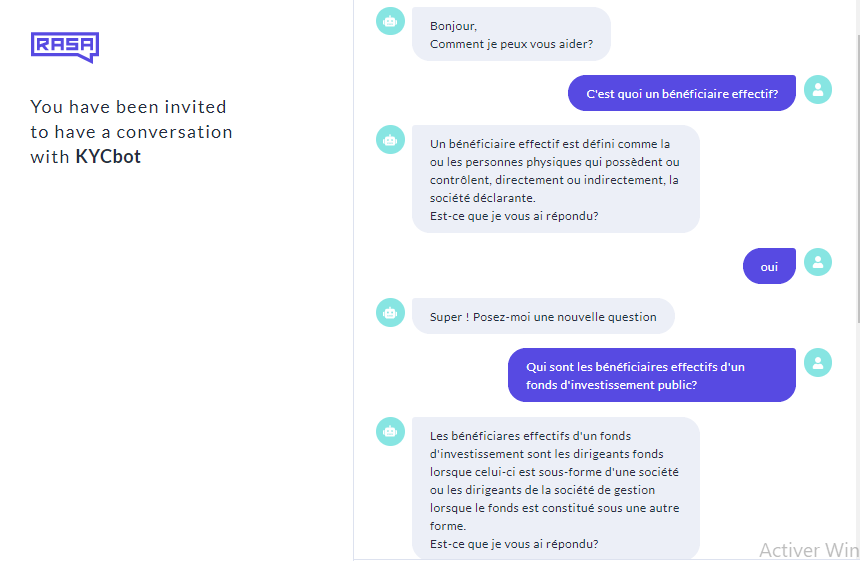 RASA
You have been invited
to have a conversation
with KYCbot
Bonjour,
Comment je peux vous aider?
C'est quoi un bénéficiaire effectif?
Un bénéficiaire effectif est défini comme la
ou les personnes physiques qui possèdent ou
contrôlent, directement ou indirectement, la
société déclarante.
Est-ce que je vous ai répondu?
oui
Super ! Posez-moi une nouvelle question
Qui sont les bénéficiaires effectifs d'un
fonds d'investissement public?
Les bénéficiares effectifs d'un fonds
d'investissement sont les dirigeants fonds
lorsque celui-ci est sous-forme d'une société
ou les dirigeants de la société de gestion
lorsque le fonds est constitué sous une autre
forme.
Est-ce que je vous ai répondu?
Activer Win